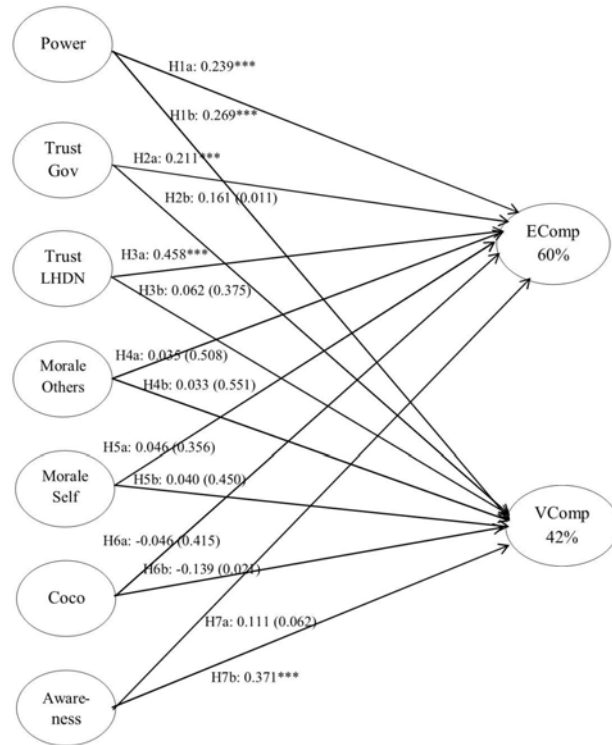 Power
H1a: 0.239***
H1b: 0.269***
Trust
Gov
H2a: 0.211***
H2b: 0.161 (0.011)
EComp
60%
Trust
LHDN
H3a: 0.458***
H3b: 0.062 (0.375)
Morale
Others
H4a: 0.035 (0.508)
H4b: 0.033 (0.551)
Morale
Self
H5a: 0.046 (0.356)
H5b: 0.040 (0.450)
VComp
42%
Coco
H6a: -0.046 (0.415)
H6b: -0.139 (0.021)
Aware-
ness
H7a: 0.111 (0.062)
H7b: 0.371***